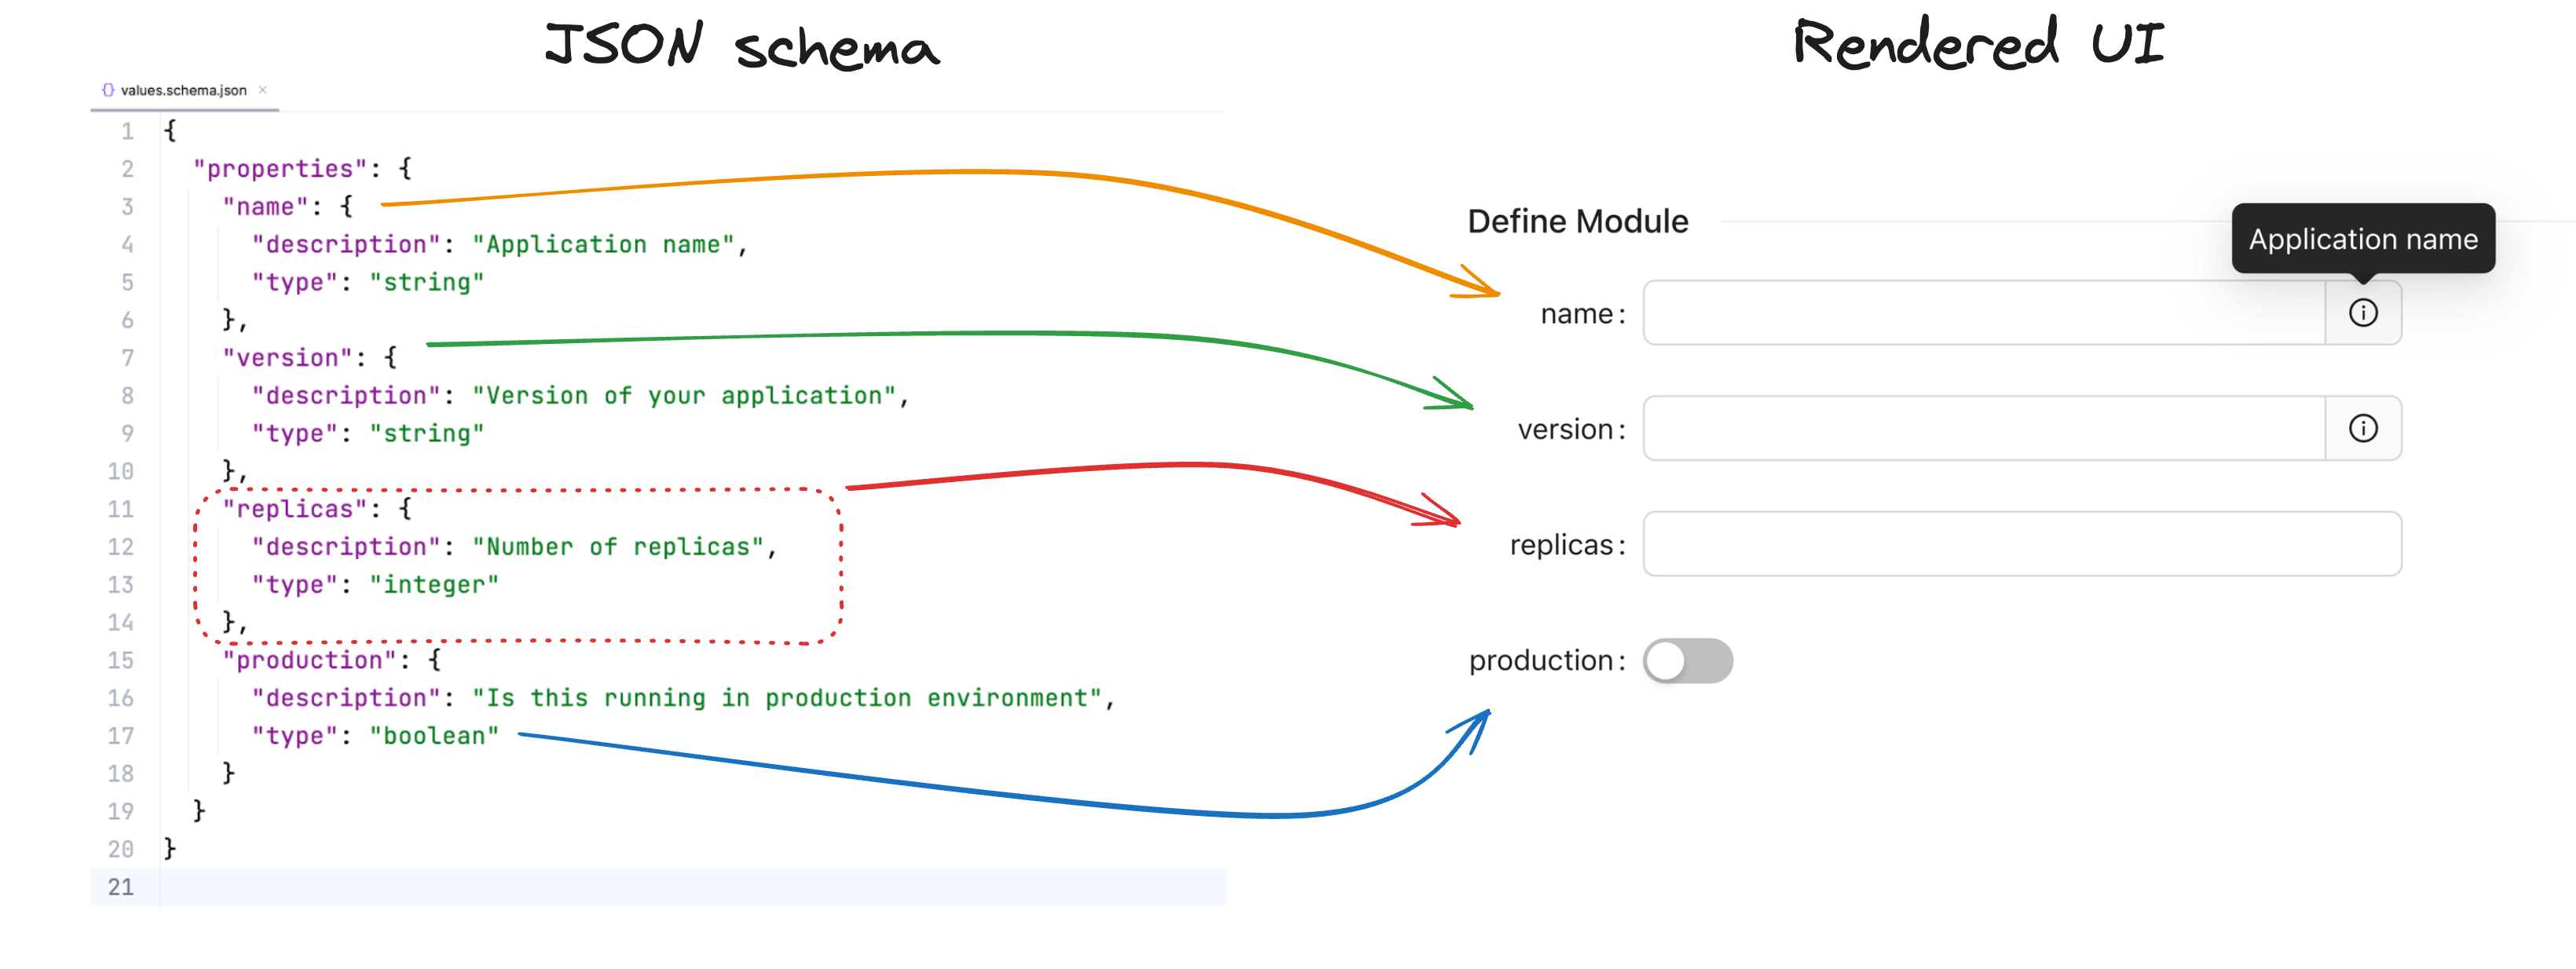 JSON schema
Rendered UI
{} values.schema.json ×
1 {
2 "properties": {
3 "name": {
4 "description": "Application name",
5 "type": "string"
6 },
7 "version": {
8 "description": "Version of your application",
9 "type": "string"
10 },
11 "replicas": {
12 "description": "Number of replicas",
13 "type": "integer"
14 },
15 "production": {
16 "description": "Is this running in production environment",
17 "type": "boolean"
18 }
19 }
20 }
21
Define Module
Application name
name:
version:
replicas:
production: